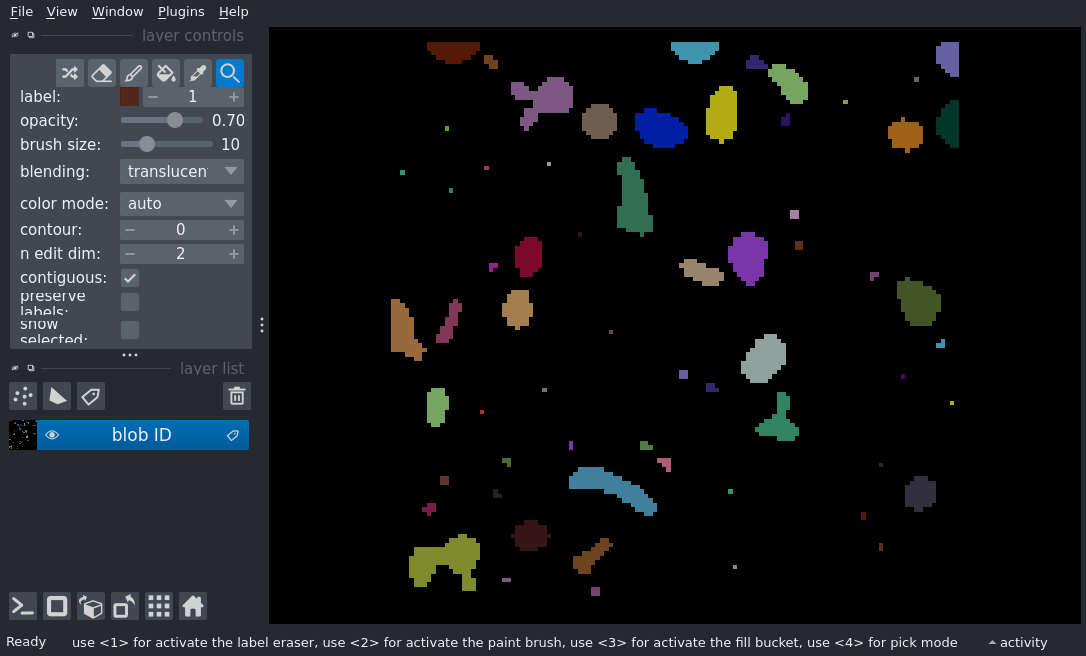 File View Window Plugins Help
layer controls
label: 1
opacity: 0.70
brush size: 10
blending: translucen
color mode: auto
contour: 0
n edit dim: 2
contiguous:
preserve
labels:
show
selected:
layer list
blob ID
Ready use <1> for activate the label eraser, use <2> for activate the paint brush, use <3> for activate the fill bucket, use <4> for pick mode activity